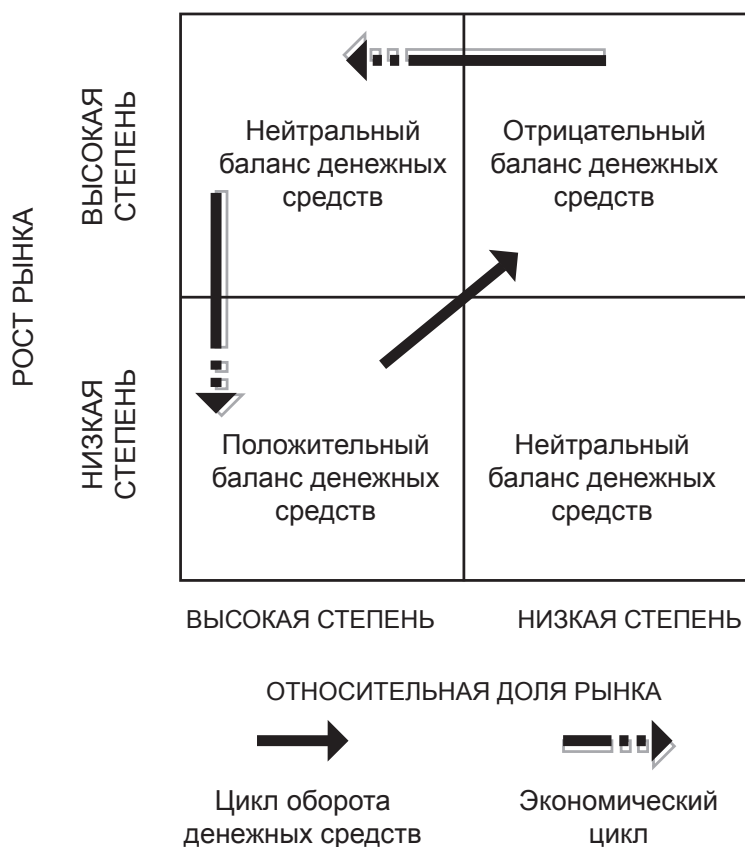 РОСТ РЫНКА
ВЫСОКАЯ
СТЕПЕНЬ
Нейтральный
баланс денежных
средств
Отрицательный
баланс денежных
средств
НИЗКАЯ
СТЕПЕНЬ
Положительный
баланс денежных
средств
Нейтральный
баланс денежных
средств
ВЫСОКАЯ СТЕПЕНЬ
НИЗКАЯ СТЕПЕНЬ
ОТНОСИТЕЛЬНАЯ ДОЛЯ РЫНКА
Цикл оборота
денежных средств
Экономический
цикл